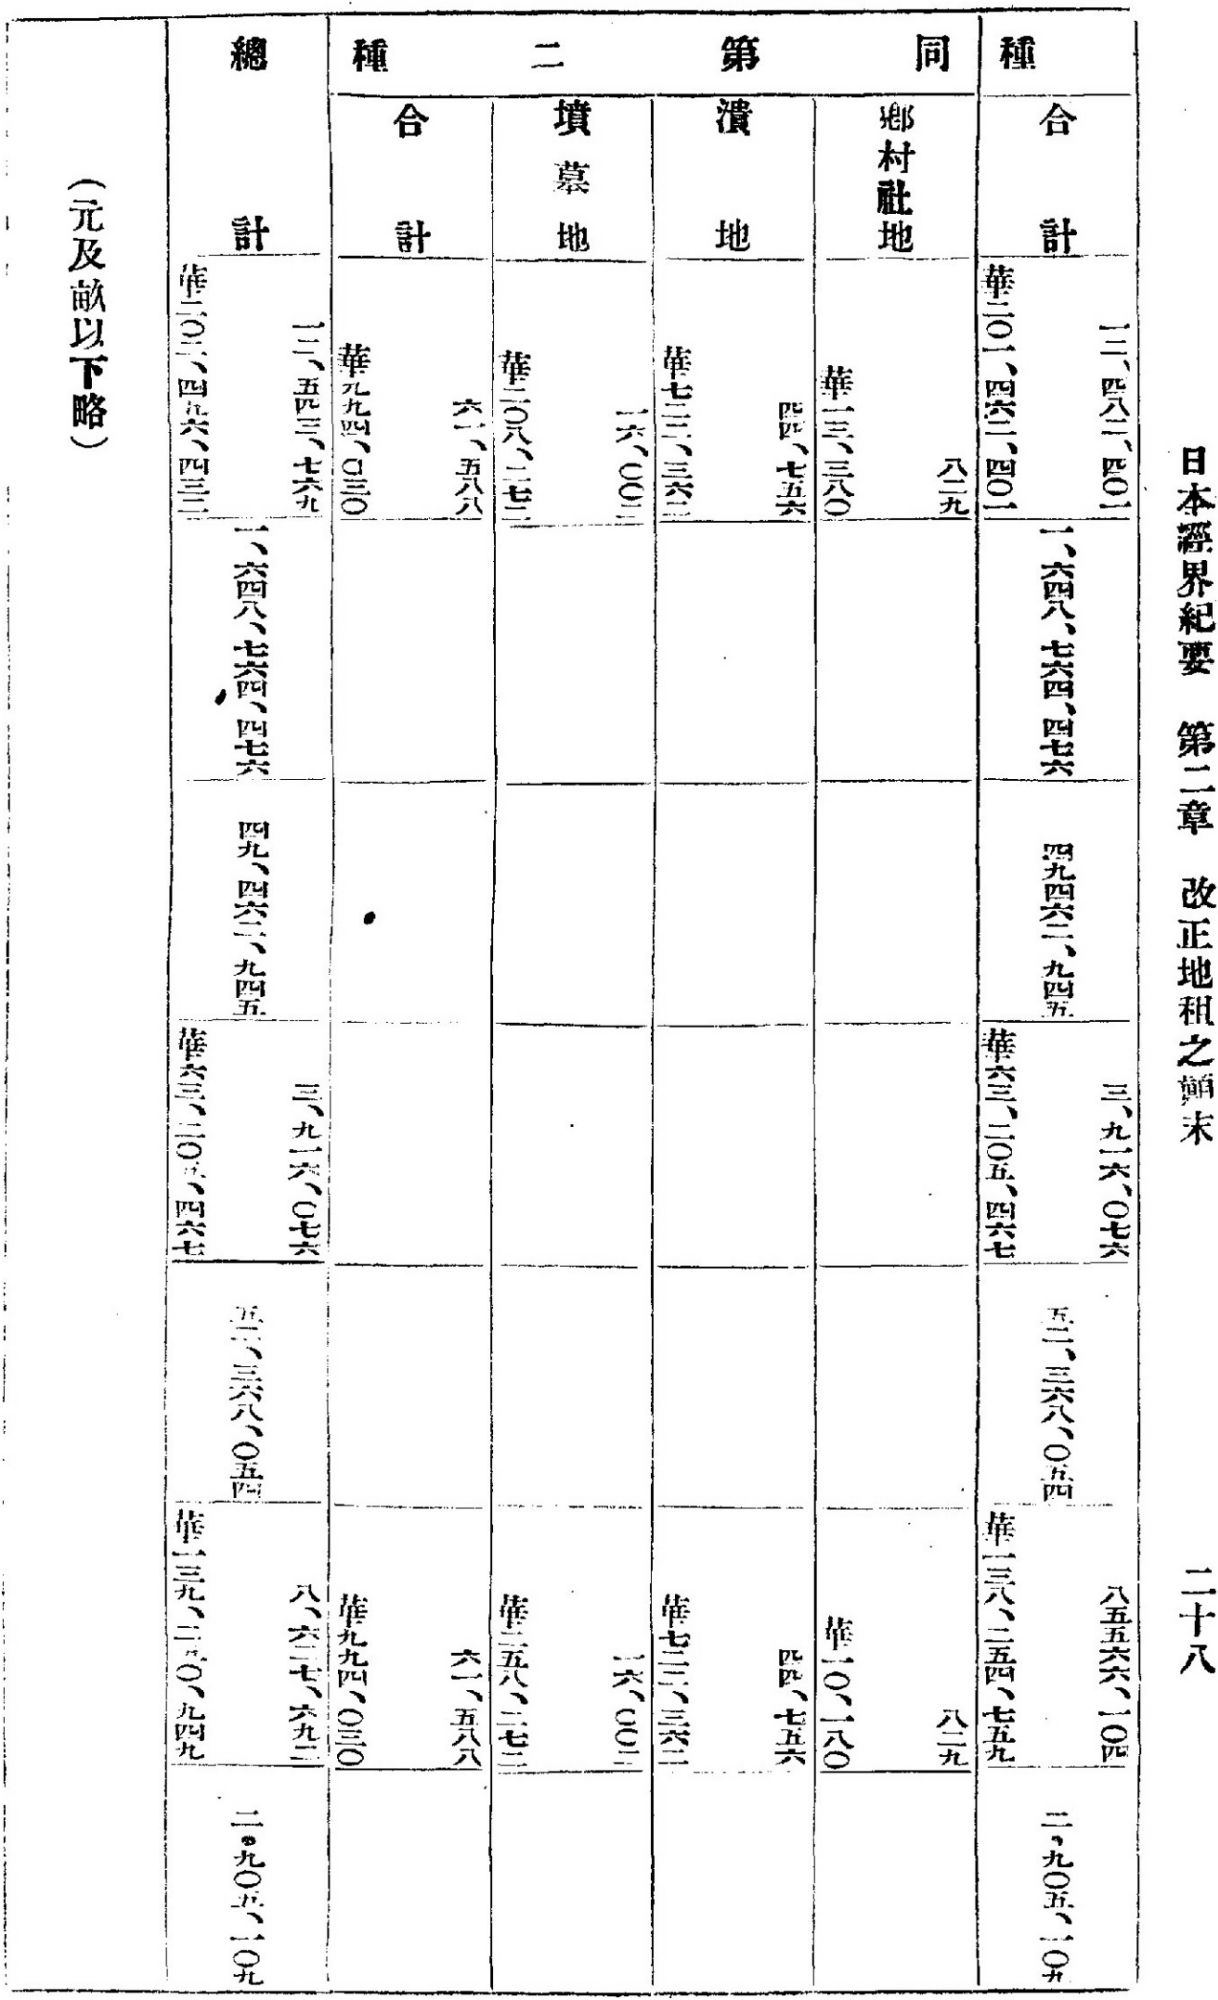 日本經界紀要　第二章　改正地租之顚末
二十八
種
合計
一二、四八二、四〇一
華二〇一、四六二、四〇一
一、六四八、七六四、四七六
四九四六二、九四五
三、九一六、〇七六
華六三、二〇五、四六七
五二、三六八、〇五四
八五五六六、一〇四
華一三八、二五四、七五九
二,九〇五、一〇九
同第二種
鄕村社地
八二九
華一三、三八〇
八二九
華一〇、一八〇
潰地
四四、七五六
華七二二、三六二
四四、七五六
華七二二、三六二
墳墓地
一六、〇〇二
華二〇八、二七二
一六、〇〇二
華二五八、二七二
合計
六一、五八八
華九九四、〇三〇
六一、五八八
華九九四、〇三〇
總計
一二、五四三、七六九
華二〇二、四五六、四三二
一、六四八、七六四、四七六
四九、四六二、九四五
三、九一六、〇七六
華六三、二〇五、四六七
五二、三六八、〇五四
八、六二七、六九二
華一三九、二五〇、九四九
二,九〇五、一〇九
（元及畝以下略）